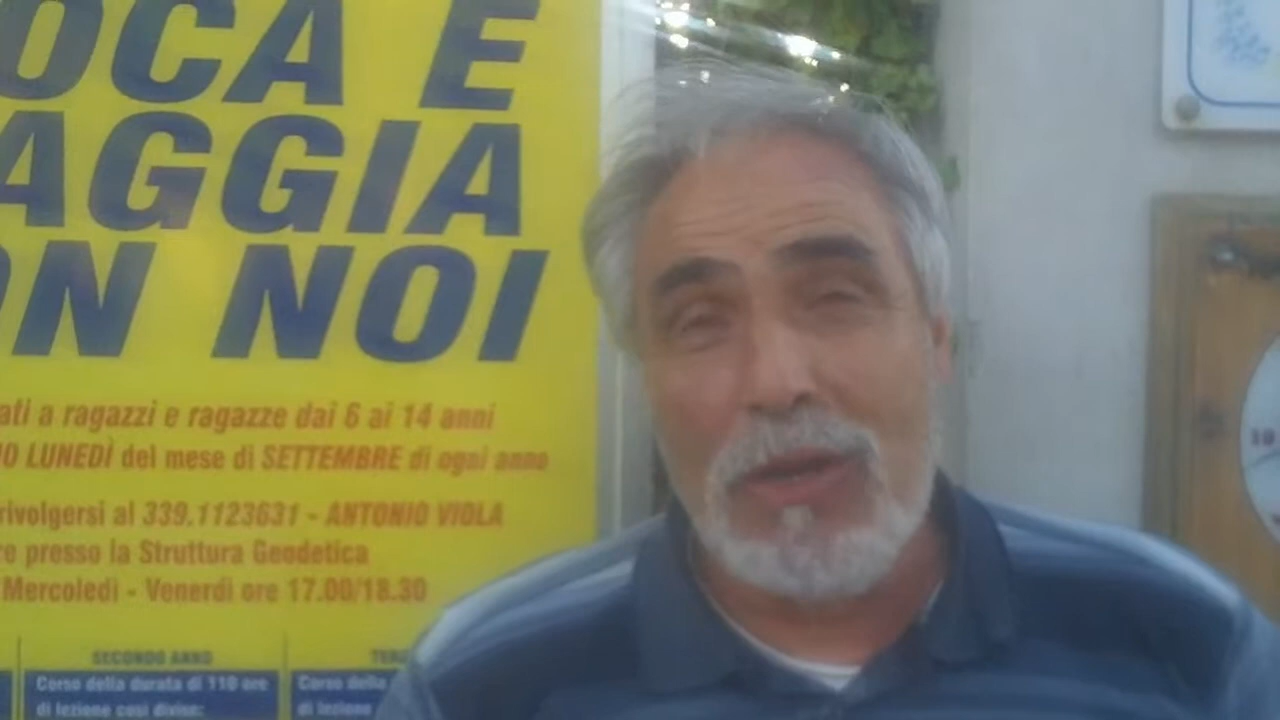 OCA E
AGGIA
ON NOI
ati a ragazzi e ragazze dai 6 ai 14 anni
O LUNEDÌ del mese di SETTEMBRE di ogni anno
rivolgersi al 339.1123631 - ANTONIO VIOLA
re presso la Struttura Geodetica
Mercoledì - Venerdì ore 17.00/18.30
SECONDO ANNO
TER
Corso della durata di 110 ore
Corso della
di lezione così divise:
di lezione